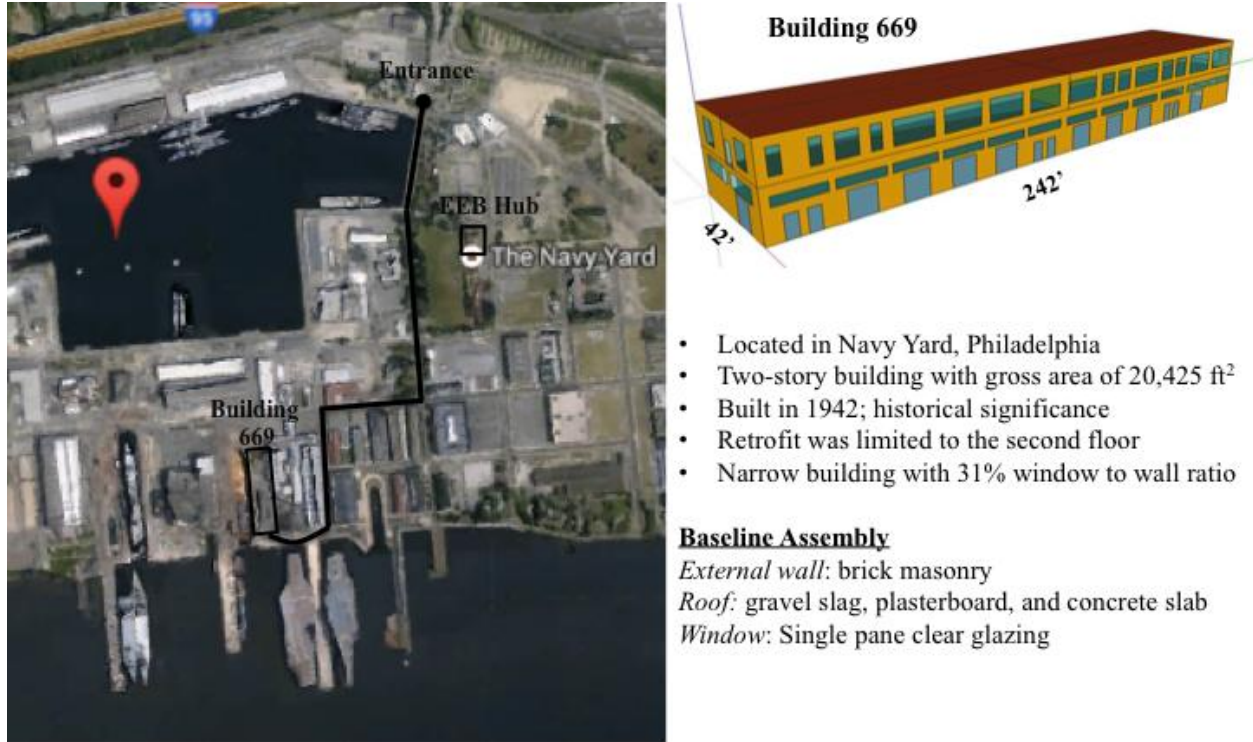 95
Entrance
EEB Hub
The Navy Yard
Building
669
Building 669
242’
42’
• Located in Navy Yard, Philadelphia
• Two-story building with gross area of 20,425 ft²
• Built in 1942; historical significance
• Retrofit was limited to the second floor
• Narrow building with 31% window to wall ratio
Baseline Assembly
External wall: brick masonry
Roof: gravel slag, plasterboard, and concrete slab
Window: Single pane clear glazing